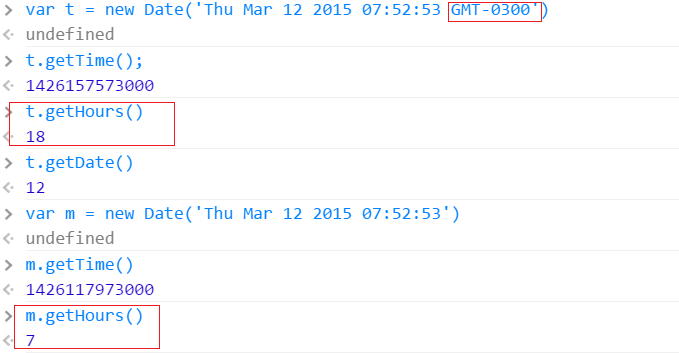 > var t = new Date('Thu Mar 12 2015 07:52:53 GMT-0300')
undefined
> t.getTime();
1426157573000
> t.getHours()
18
> t.getDate()
12
> var m = new Date('Thu Mar 12 2015 07:52:53')
undefined
> m.getTime()
1426117973000
> m.getHours()
7